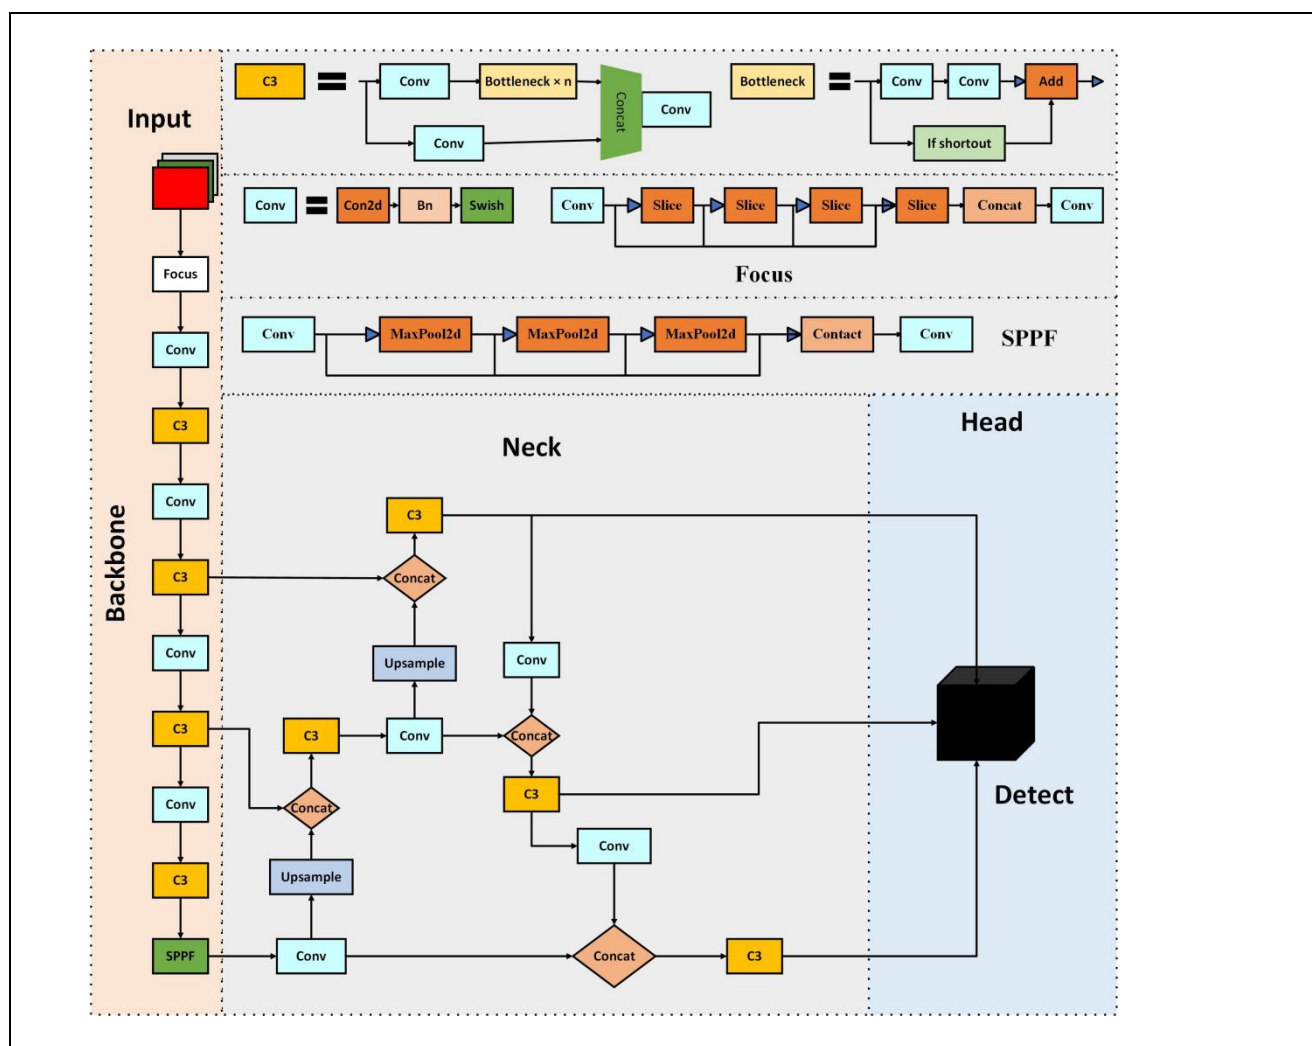 Input
C3
Conv
Bottleneck × n
Concat
Conv
Conv
Bottleneck
Conv
Conv
Add
If shortout
Conv
Con2d
Bn
Swish
Conv
Slice
Slice
Slice
Slice
Concat
Conv
Focus
Conv
MaxPool2d
MaxPool2d
MaxPool2d
Contact
Conv
SPPF
Backbone
Focus
Conv
C3
Conv
C3
Conv
C3
Conv
C3
SPPF
Neck
C3
Concat
Upsample
Conv
C3
Conv
Concat
Concat
C3
Upsample
Conv
Conv
Concat
C3
Head
Detect